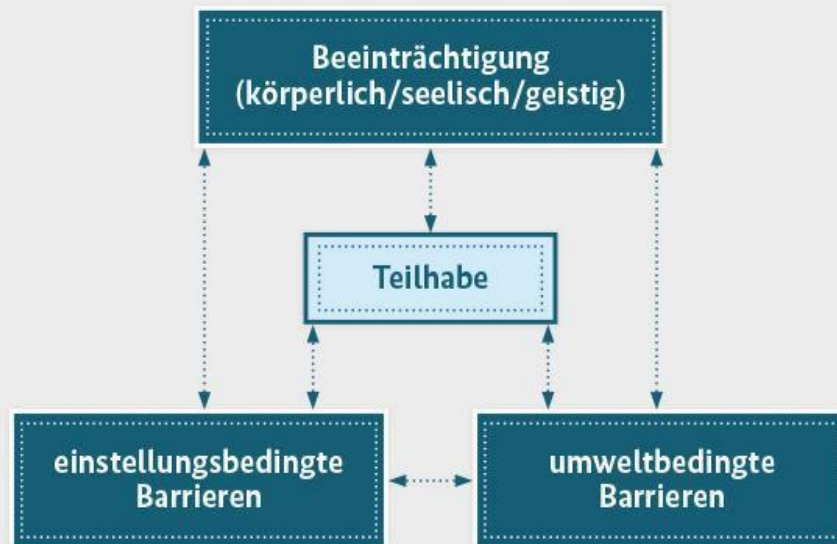 Beeinträchtigung
(körperlich/seelisch/geistig)
Teilhabe
einstellungsbedingte
Barrieren
umweltbedingte
Barrieren